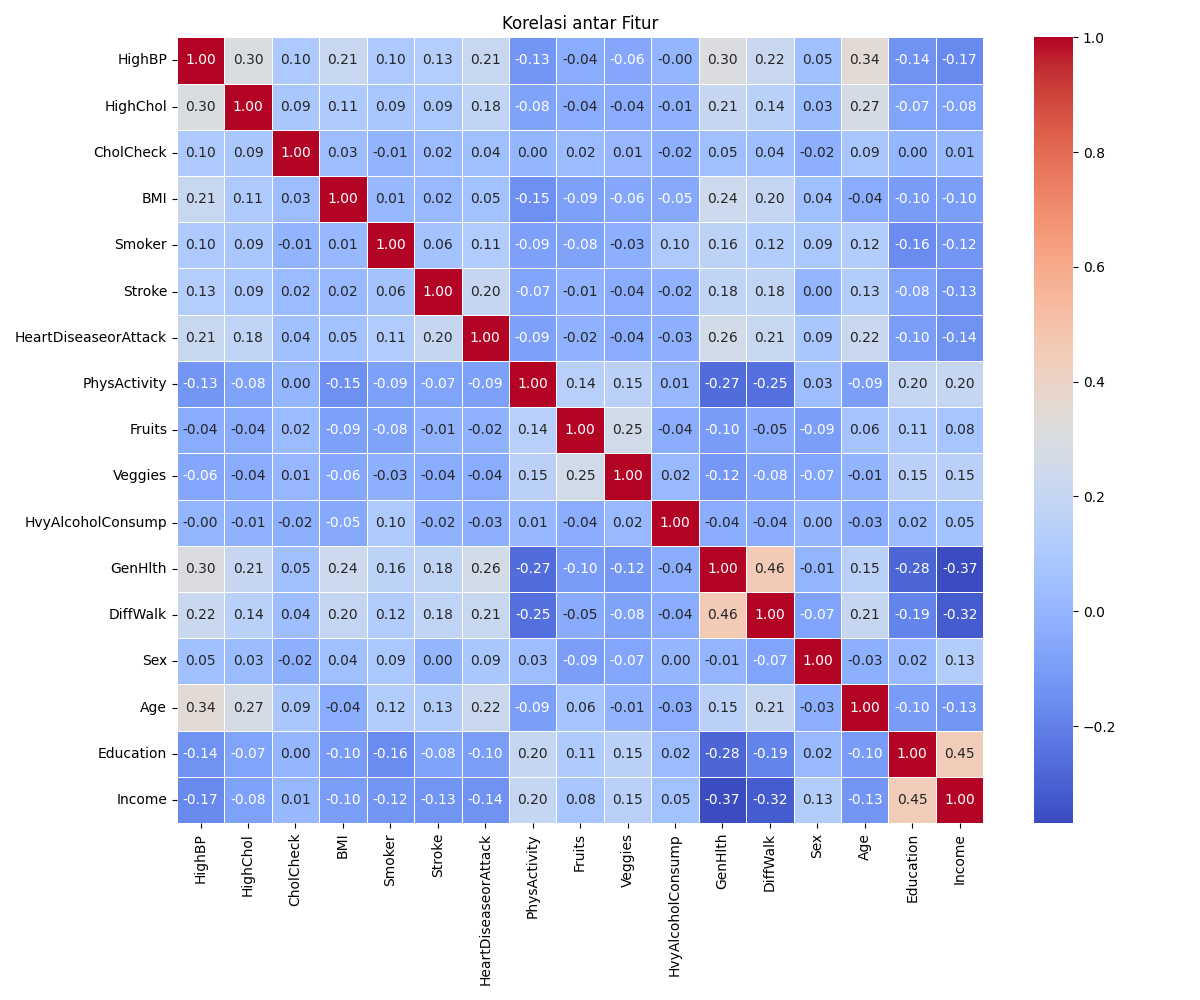 Korelasi antar Fitur
HighBP 1.00 0.30 0.10 0.21 0.10 0.13 0.21 -0.13 -0.04 -0.06 -0.00 0.30 0.22 0.05 0.34 -0.14 -0.17
HighChol 0.30 1.00 0.09 0.11 0.09 0.09 0.18 -0.08 -0.04 -0.04 -0.01 0.21 0.14 0.03 0.27 -0.07 -0.08
CholCheck 0.10 0.09 1.00 0.03 -0.01 0.02 0.04 0.00 0.02 0.01 -0.02 0.05 0.04 -0.02 0.09 0.00 0.01
BMI 0.21 0.11 0.03 1.00 0.01 0.02 0.05 -0.15 -0.09 -0.06 -0.05 0.24 0.20 0.04 -0.04 -0.10 -0.10
Smoker 0.10 0.09 -0.01 0.01 1.00 0.06 0.11 -0.09 -0.08 -0.03 0.10 0.16 0.12 0.09 0.12 -0.16 -0.12
Stroke 0.13 0.09 0.02 0.02 0.06 1.00 0.20 -0.07 -0.01 -0.04 -0.02 0.18 0.18 0.00 0.13 -0.08 -0.13
HeartDiseaseorAttack 0.21 0.18 0.04 0.05 0.11 0.20 1.00 -0.09 -0.02 -0.04 -0.03 0.26 0.21 0.09 0.22 -0.10 -0.14
PhysActivity -0.13 -0.08 0.00 -0.15 -0.09 -0.07 -0.09 1.00 0.14 0.15 0.01 -0.27 -0.25 0.03 -0.09 0.20 0.20
Fruits -0.04 -0.04 0.02 -0.09 -0.08 -0.01 -0.02 0.14 1.00 0.25 -0.04 -0.10 -0.05 -0.09 0.06 0.11 0.08
Veggies -0.06 -0.04 0.01 -0.06 -0.03 -0.04 -0.04 0.15 0.25 1.00 0.02 -0.12 -0.08 -0.07 -0.01 0.15 0.15
HvyAlcoholConsump -0.00 -0.01 -0.02 -0.05 0.10 -0.02 -0.03 0.01 -0.04 0.02 1.00 -0.04 -0.04 0.00 -0.03 0.02 0.05
GenHlth 0.30 0.21 0.05 0.24 0.16 0.18 0.26 -0.27 -0.10 -0.12 -0.04 1.00 0.46 -0.01 0.15 -0.28 -0.37
DiffWalk 0.22 0.14 0.04 0.20 0.12 0.18 0.21 -0.25 -0.05 -0.08 -0.04 0.46 1.00 -0.07 0.21 -0.19 -0.32
Sex 0.05 0.03 -0.02 0.04 0.09 0.00 0.09 0.03 -0.09 -0.07 0.00 -0.01 -0.07 1.00 -0.03 0.02 0.13
Age 0.34 0.27 0.09 -0.04 0.12 0.13 0.22 -0.09 0.06 -0.01 -0.03 0.15 0.21 -0.03 1.00 -0.10 -0.13
Education -0.14 -0.07 0.00 -0.10 -0.16 -0.08 -0.10 0.20 0.11 0.15 0.02 -0.28 -0.19 0.02 -0.10 1.00 0.45
Income -0.17 -0.08 0.01 -0.10 -0.12 -0.13 -0.14 0.20 0.08 0.15 0.05 -0.37 -0.32 0.13 -0.13 0.45 1.00
HighBP
HighChol
CholCheck
BMI
Smoker
Stroke
HeartDiseaseorAttack
PhysActivity
Fruits
Veggies
HvyAlcoholConsump
GenHlth
DiffWalk
Sex
Age
Education
Income
1.0
0.8
0.6
0.4
0.2
0.0
−0.2